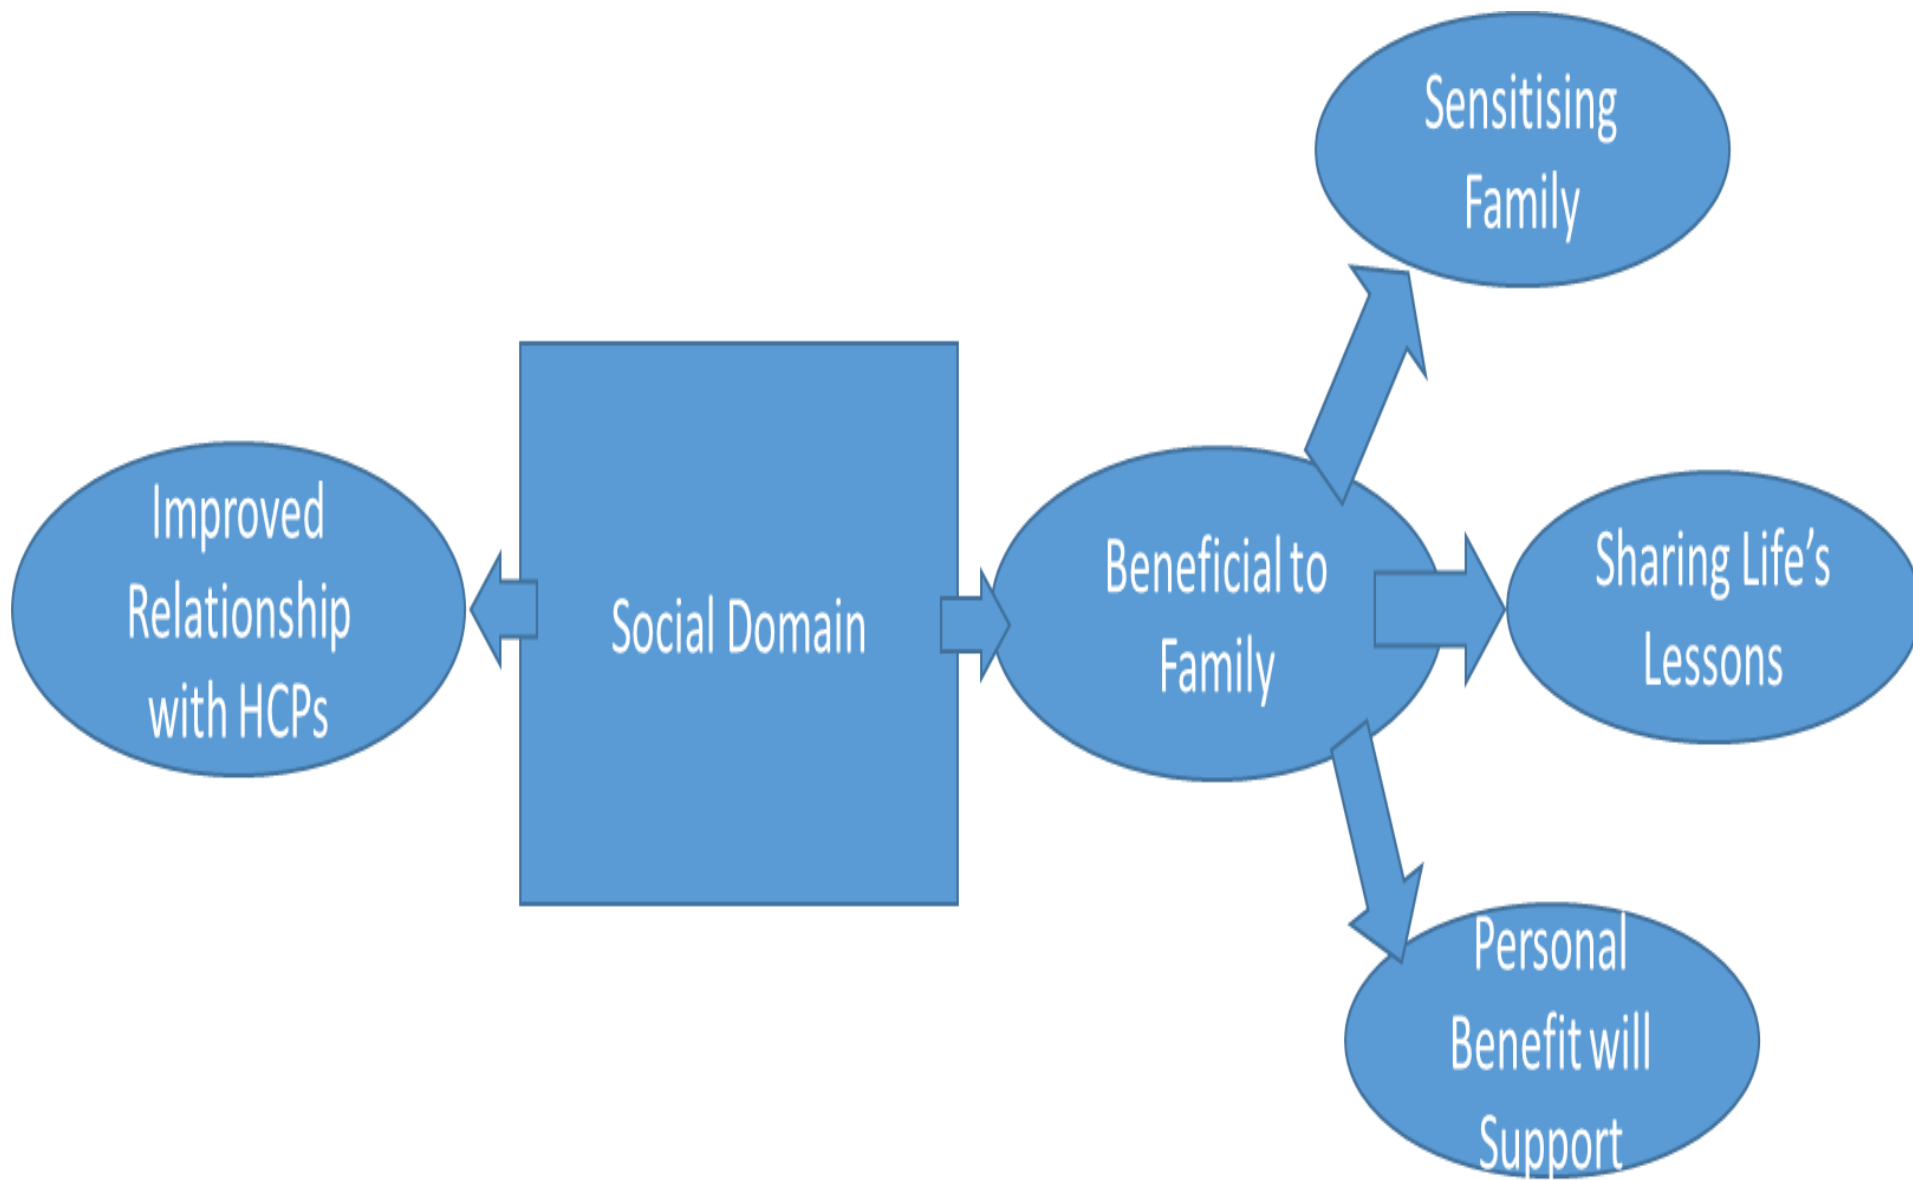 Sensitising
Family
Improved
Relationship
with HCPs
Social Domain
Beneficial to
Family
Sharing Life’s
Lessons
Personal
Benefit will
Support